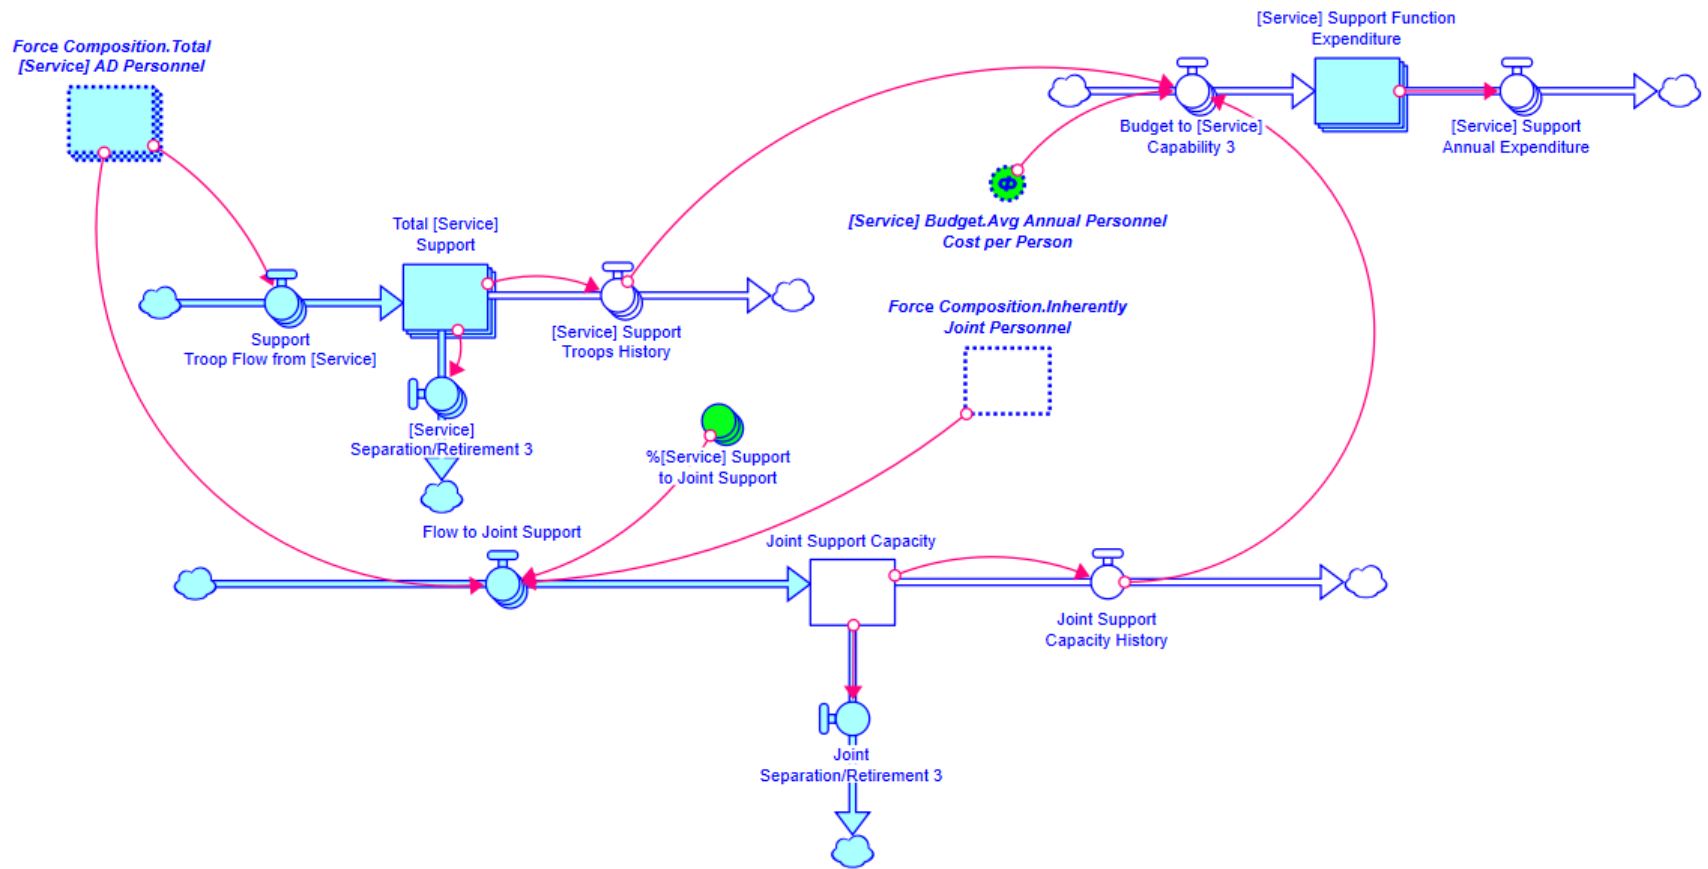 [Service] Support Function
Expenditure
Force Composition.Total
[Service] AD Personnel
Budget to [Service]
Capability 3
[Service] Support
Annual Expenditure
Φ
[Service] Budget.Avg Annual Personnel
Cost per Person
Total [Service]
Support
Support
Troop Flow from [Service]
[Service] Support
Troops History
Force Composition.Inherently
Joint Personnel
[Service]
Separation/Retirement 3
%[Service] Support
to Joint Support
Flow to Joint Support
Joint Support Capacity
Joint Support
Capacity History
Joint
Separation/Retirement 3